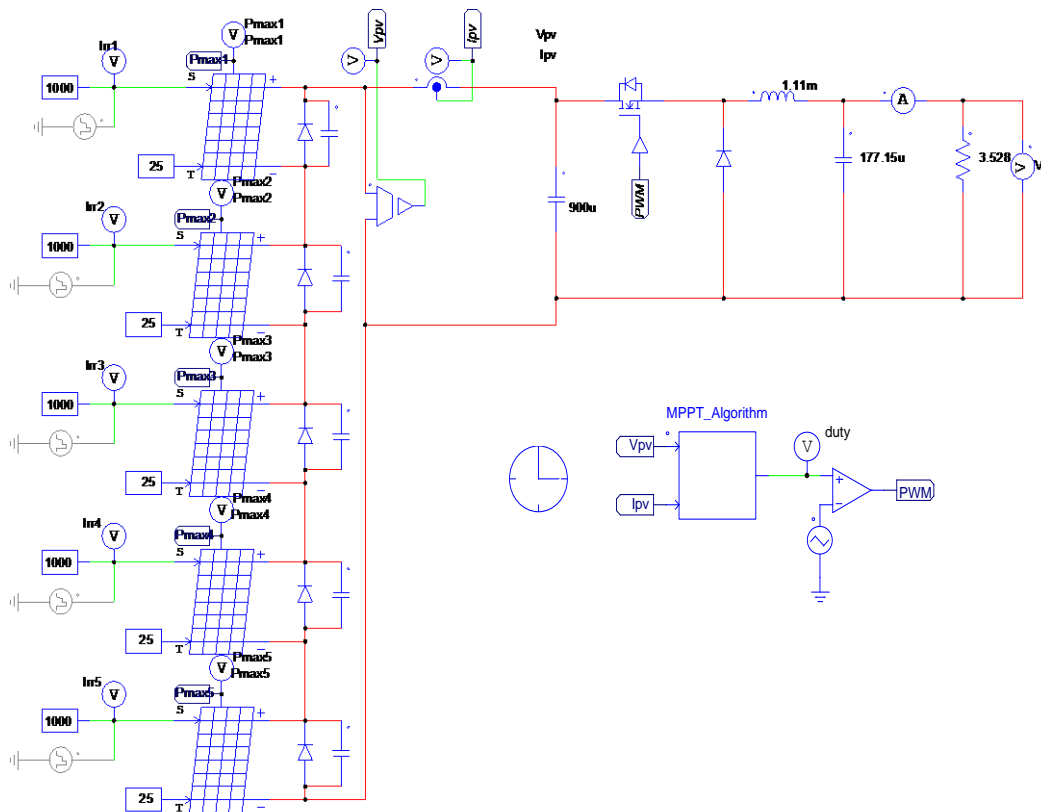 Pmax1
Pmax1
Irr1
V
V
Pmax1
1000
S
+
25
T
−
Vpv
Ipv
V
V
Vpv
Ipv
PWM
900u
1.11m
177.15u
A
3.528
V
V
Pmax2
Pmax2
Irr2
V
V
Pmax2
1000
S
+
25
T
−
Pmax3
Pmax3
Irr3
V
V
Pmax3
1000
S
+
25
T
−
Pmax4
Pmax4
Irr4
V
V
Pmax4
1000
S
+
25
T
−
Pmax5
Pmax5
Irr5
V
V
Pmax5
1000
S
+
25
T
−
MPPT_Algorithm
Vpv
Ipv
V
duty
+
−
PWM